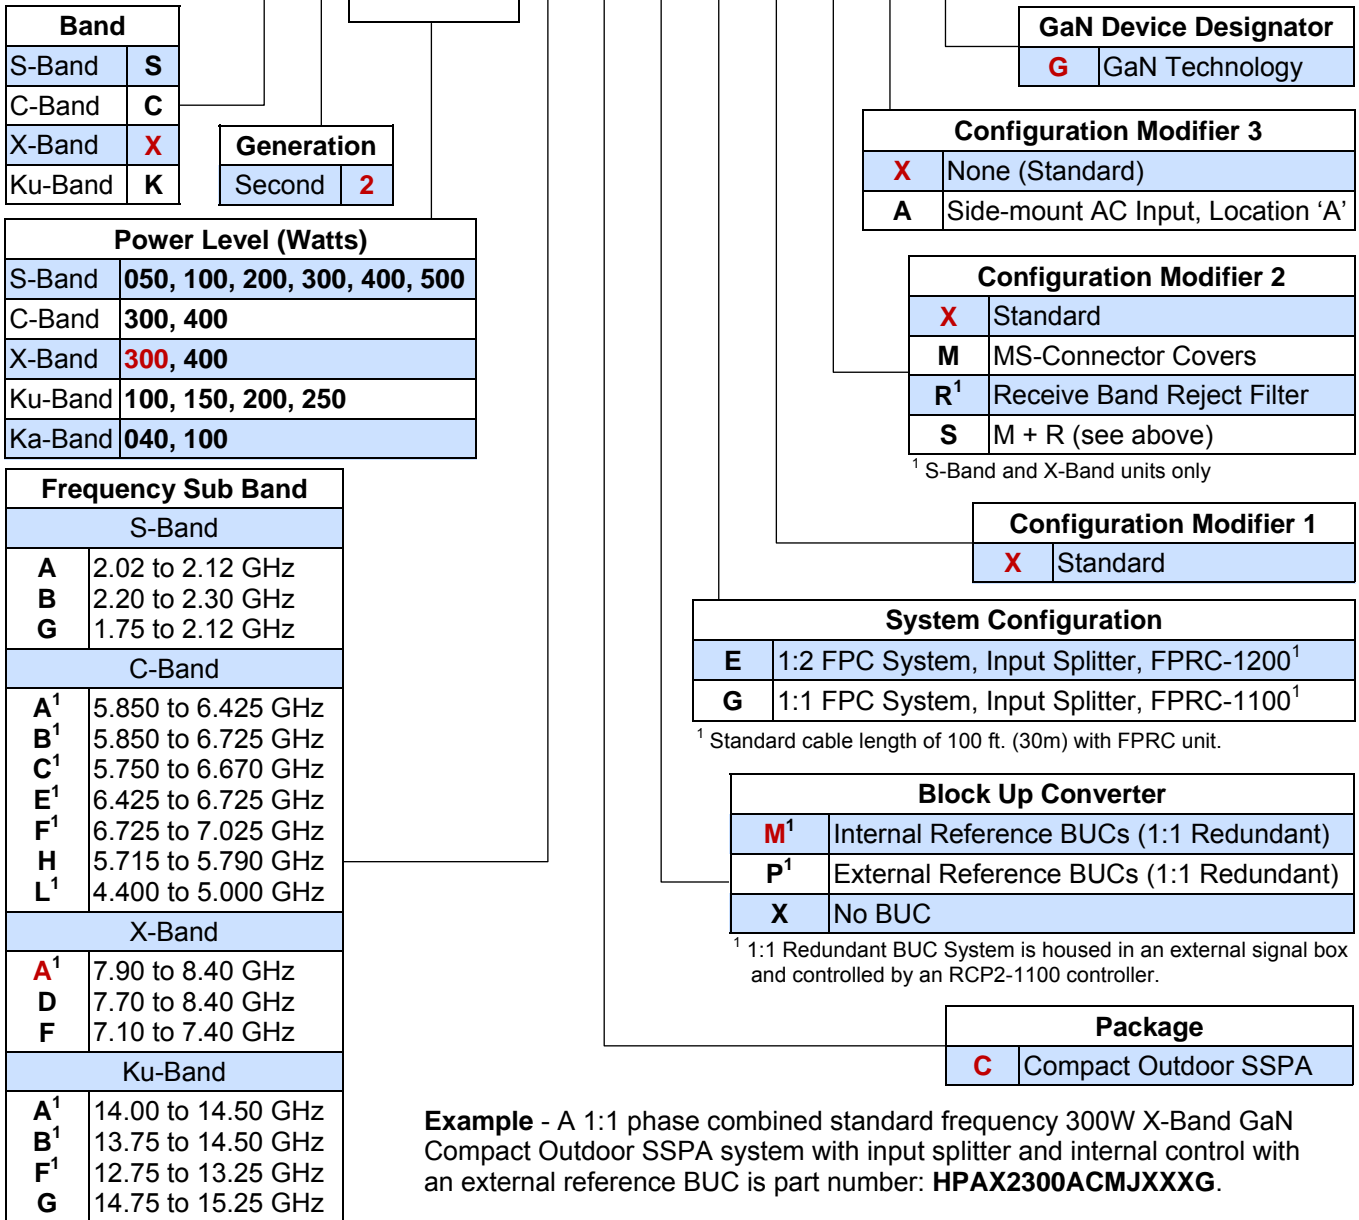 Band
S-Band S
C-Band C
X-Band X
Ku-Band K
Generation
Second 2
Power Level (Watts)
S-Band 050, 100, 200, 300, 400, 500
C-Band 300, 400
X-Band 300, 400
Ku-Band 100, 150, 200, 250
Ka-Band 040, 100
Frequency Sub Band
S-Band
A 2.02 to 2.12 GHz
B 2.20 to 2.30 GHz
G 1.75 to 2.12 GHz
C-Band
A¹ 5.850 to 6.425 GHz
B¹ 5.850 to 6.725 GHz
C¹ 5.750 to 6.670 GHz
E¹ 6.425 to 6.725 GHz
F¹ 6.725 to 7.025 GHz
H 5.715 to 5.790 GHz
L¹ 4.400 to 5.000 GHz
X-Band
A¹ 7.90 to 8.40 GHz
D 7.70 to 8.40 GHz
F 7.10 to 7.40 GHz
Ku-Band
A¹ 14.00 to 14.50 GHz
B¹ 13.75 to 14.50 GHz
F¹ 12.75 to 13.25 GHz
G 14.75 to 15.25 GHz
GaN Device Designator
G GaN Technology
Configuration Modifier 3
X None (Standard)
A Side-mount AC Input, Location ‘A’
Configuration Modifier 2
X Standard
M MS-Connector Covers
R¹ Receive Band Reject Filter
S M + R (see above)
¹ S-Band and X-Band units only
Configuration Modifier 1
X Standard
System Configuration
E 1:2 FPC System, Input Splitter, FPRC-1200¹
G 1:1 FPC System, Input Splitter, FPRC-1100¹
¹ Standard cable length of 100 ft. (30m) with FPRC unit.
Block Up Converter
M¹ Internal Reference BUCs (1:1 Redundant)
P¹ External Reference BUCs (1:1 Redundant)
X No BUC
¹ 1:1 Redundant BUC System is housed in an external signal box
and controlled by an RCP2-1100 controller.
Package
C Compact Outdoor SSPA
Example - A 1:1 phase combined standard frequency 300W X-Band GaN
Compact Outdoor SSPA system with input splitter and internal control with
an external reference BUC is part number: HPAX2300ACMJXXXG.